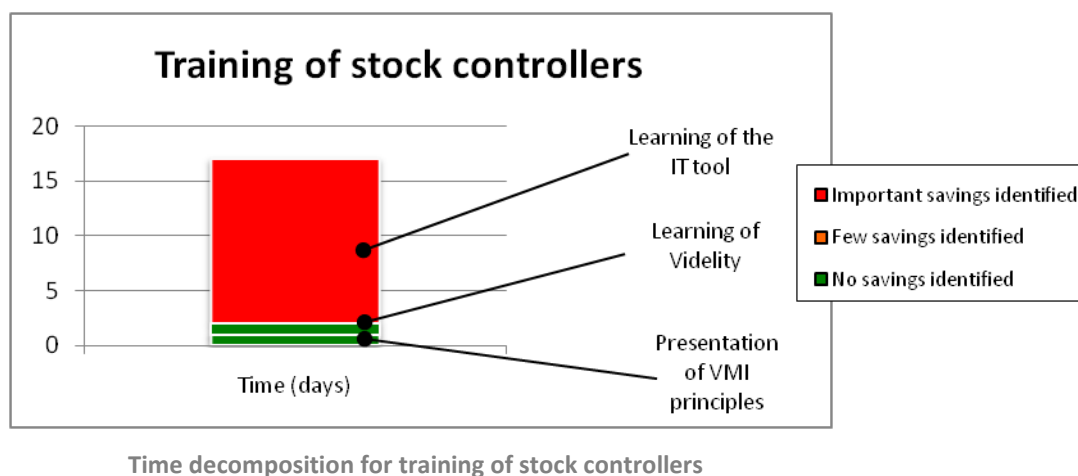 Training of stock controllers
20
15
10
5
0
Time (days)
Learning of the
IT tool
Learning of
Videlity
Presentation
of VMI
principles
Important savings identified
Few savings identified
No savings identified
Time decomposition for training of stock controllers